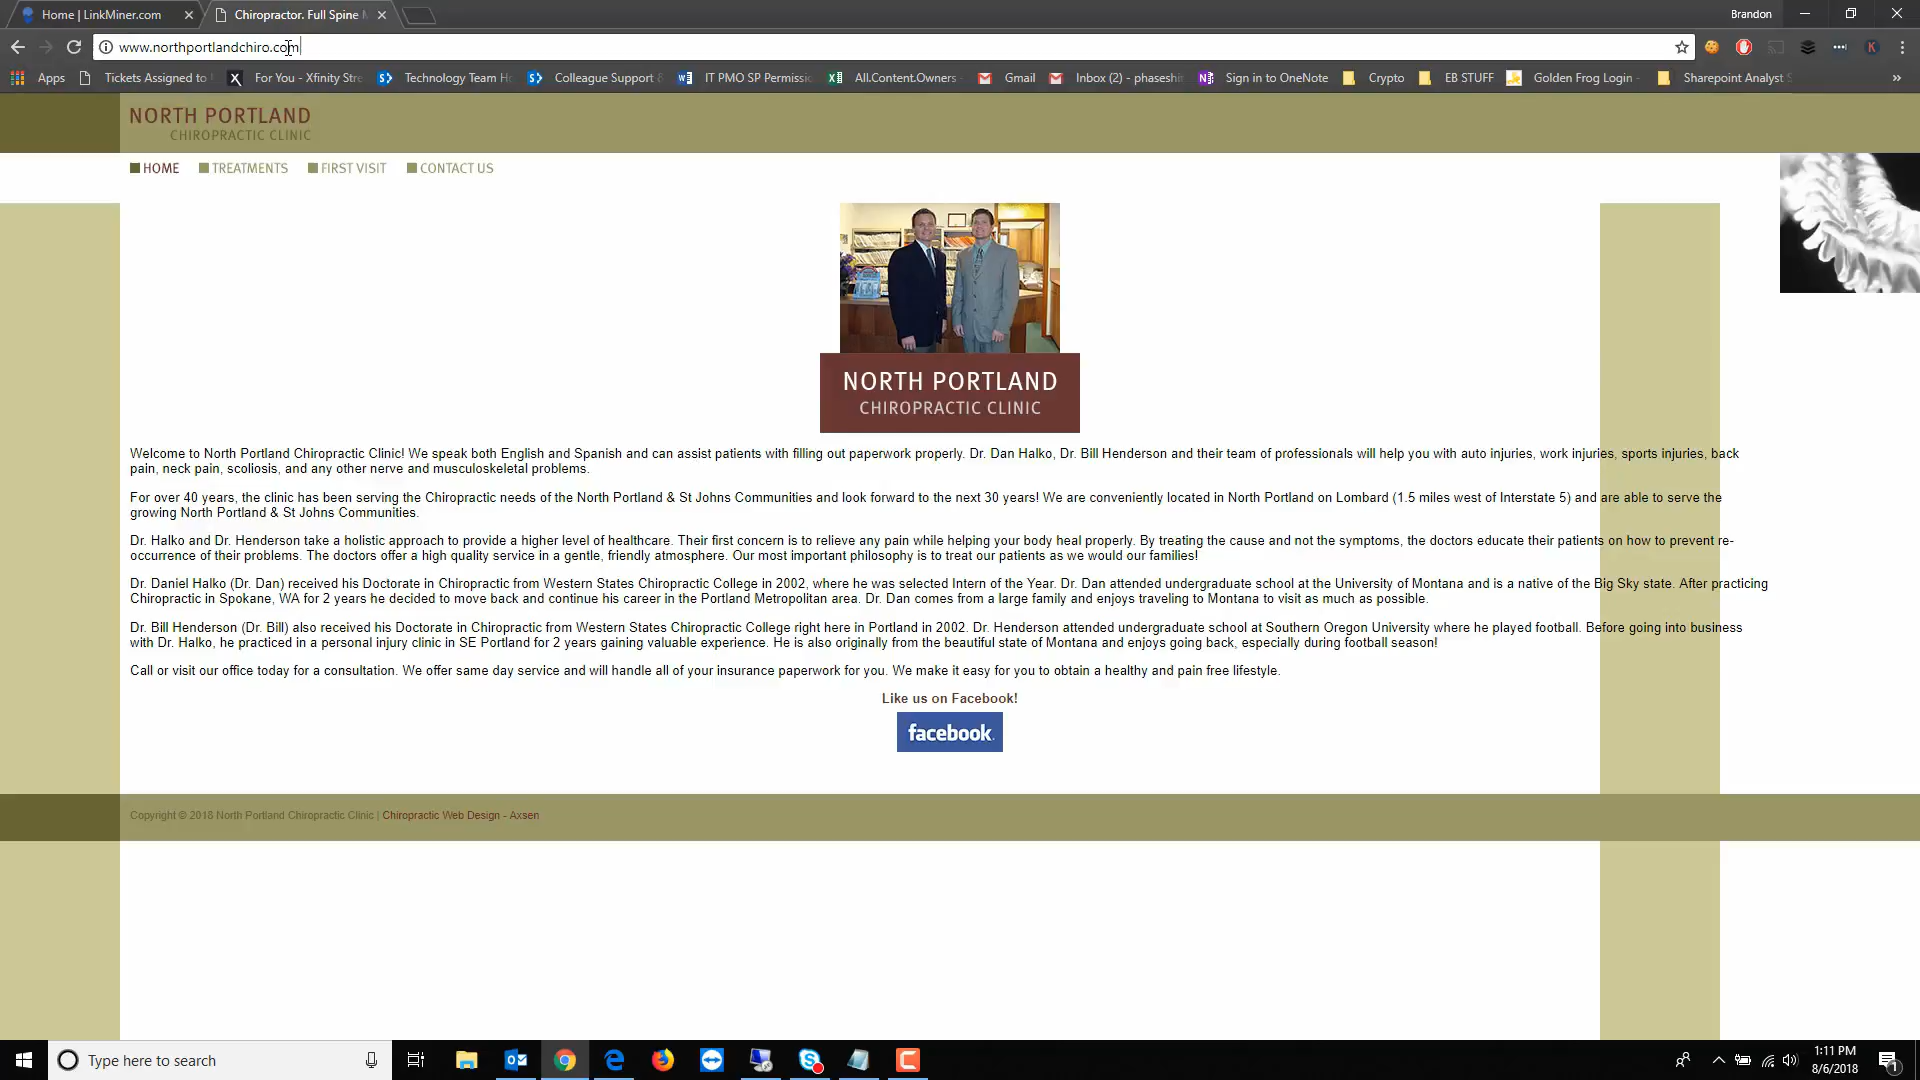 Home | LinkMiner.com
Chiropractor. Full Spine
Brandon
www.northportlandchiro.com
Apps
Tickets Assigned to
For You - Xfinity Str
Technology Team H
Colleague Support &
IT PMO SP Permissi
All.Content.Owners
Gmail
Inbox (2) - phaseshi
Sign in to OneNote
Crypto
EB STUFF
Golden Frog Login -
Sharepoint Analyst S
»
NORTH PORTLAND
CHIROPRACTIC CLINIC
HOME
TREATMENTS
FIRST VISIT
CONTACT US
NORTH PORTLAND
CHIROPRACTIC CLINIC
Welcome to North Portland Chiropractic Clinic! We speak both English and Spanish and can assist patients with filling out paperwork properly. Dr. Dan Halko, Dr. Bill Henderson and their team of professionals will help you with auto injuries, work injuries, sports injuries, back
pain, neck pain, scoliosis, and any other nerve and musculoskeletal problems.
For over 40 years, the clinic has been serving the Chiropractic needs of the North Portland & St Johns Communities and look forward to the next 30 years! We are conveniently located in North Portland on Lombard (1.5 miles west of Interstate 5) and are able to serve the
growing North Portland & St Johns Communities.
Dr. Halko and Dr. Henderson take a holistic approach to provide a higher level of healthcare. Their first concern is to relieve any pain while helping your body heal properly. By treating the cause and not the symptoms, the doctors educate their patients on how to prevent re-
occurrence of their problems. The doctors offer a high quality service in a gentle, friendly atmosphere. Our most important philosophy is to treat our patients as we would our families!
Dr. Daniel Halko (Dr. Dan) received his Doctorate in Chiropractic from Western States Chiropractic College in 2002, where he was selected Intern of the Year. Dr. Dan attended undergraduate school at the University of Montana and is a native of the Big Sky state. After practicing
Chiropractic in Spokane, WA for 2 years he decided to move back and continue his career in the Portland Metropolitan area. Dr. Dan comes from a large family and enjoys traveling to Montana to visit as much as possible.
Dr. Bill Henderson (Dr. Bill) also received his Doctorate in Chiropractic from Western States Chiropractic College right here in Portland in 2002. Dr. Henderson attended undergraduate school at Southern Oregon University where he played football. Before going into business
with Dr. Halko, he practiced in a personal injury clinic in SE Portland for 2 years gaining valuable experience. He is also originally from the beautiful state of Montana and enjoys going back, especially during football season!
Call or visit our office today for a consultation. We offer same day service and will handle all of your insurance paperwork for you. We make it easy for you to obtain a healthy and pain free lifestyle.
Like us on Facebook!
facebook
Copyright © 2018 North Portland Chiropractic Clinic | Chiropractic Web Design - Axsen
Type here to search
1:11 PM
8/6/2018
1